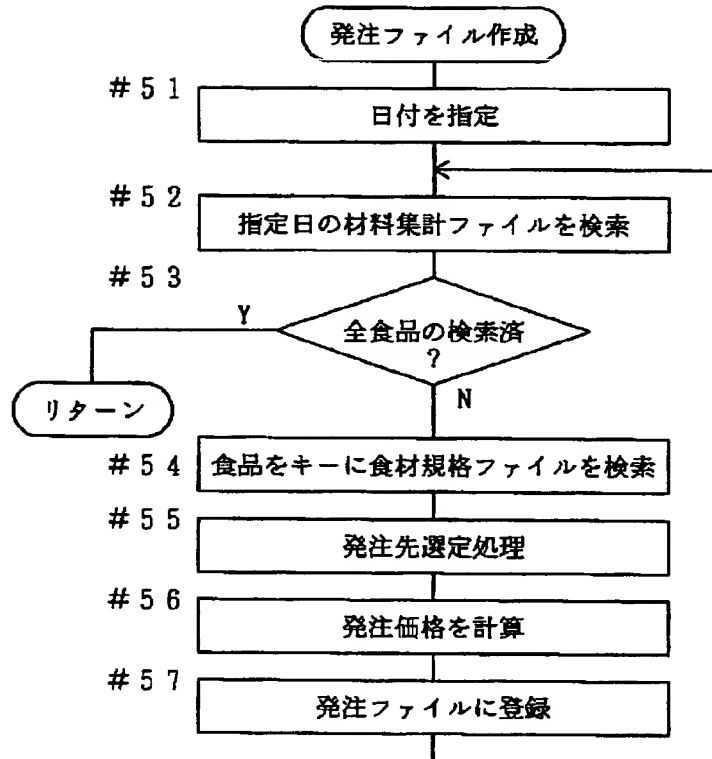 発注ファイル作成
#51
日付を指定
#52
指定日の材料集計ファイルを検索
#53
全食品の検索済
?
Y
N
リターン
#54
食品をキーに食材規格ファイルを検索
#55
発注先選定処理
#56
発注価格を計算
#57
発注ファイルに登録